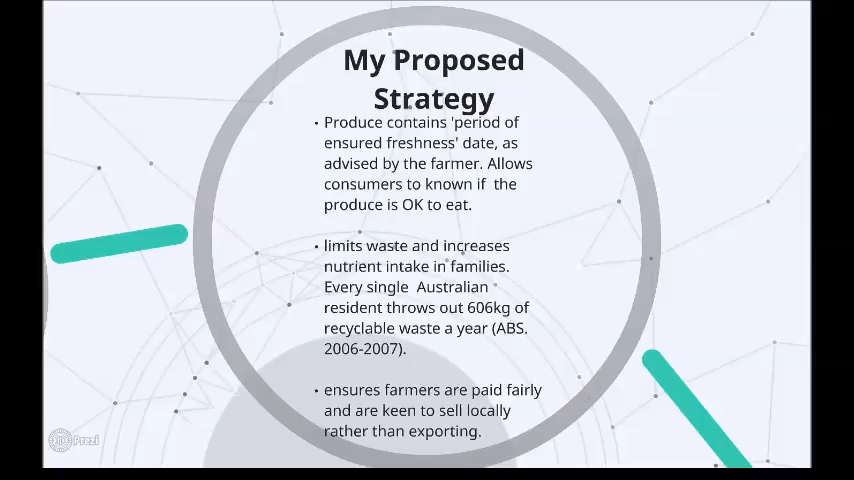 My Proposed
Strategy
• Produce contains 'period of
ensured freshness' date, as
advised by the farmer. Allows
consumers to known if the
produce is OK to eat.
• limits waste and increases
nutrient intake in families.
Every single Australian
resident throws out 606kg of
recyclable waste a year (ABS.
2006-2007).
• ensures farmers are paid fairly
and are keen to sell locally
rather than exporting.
Prezi